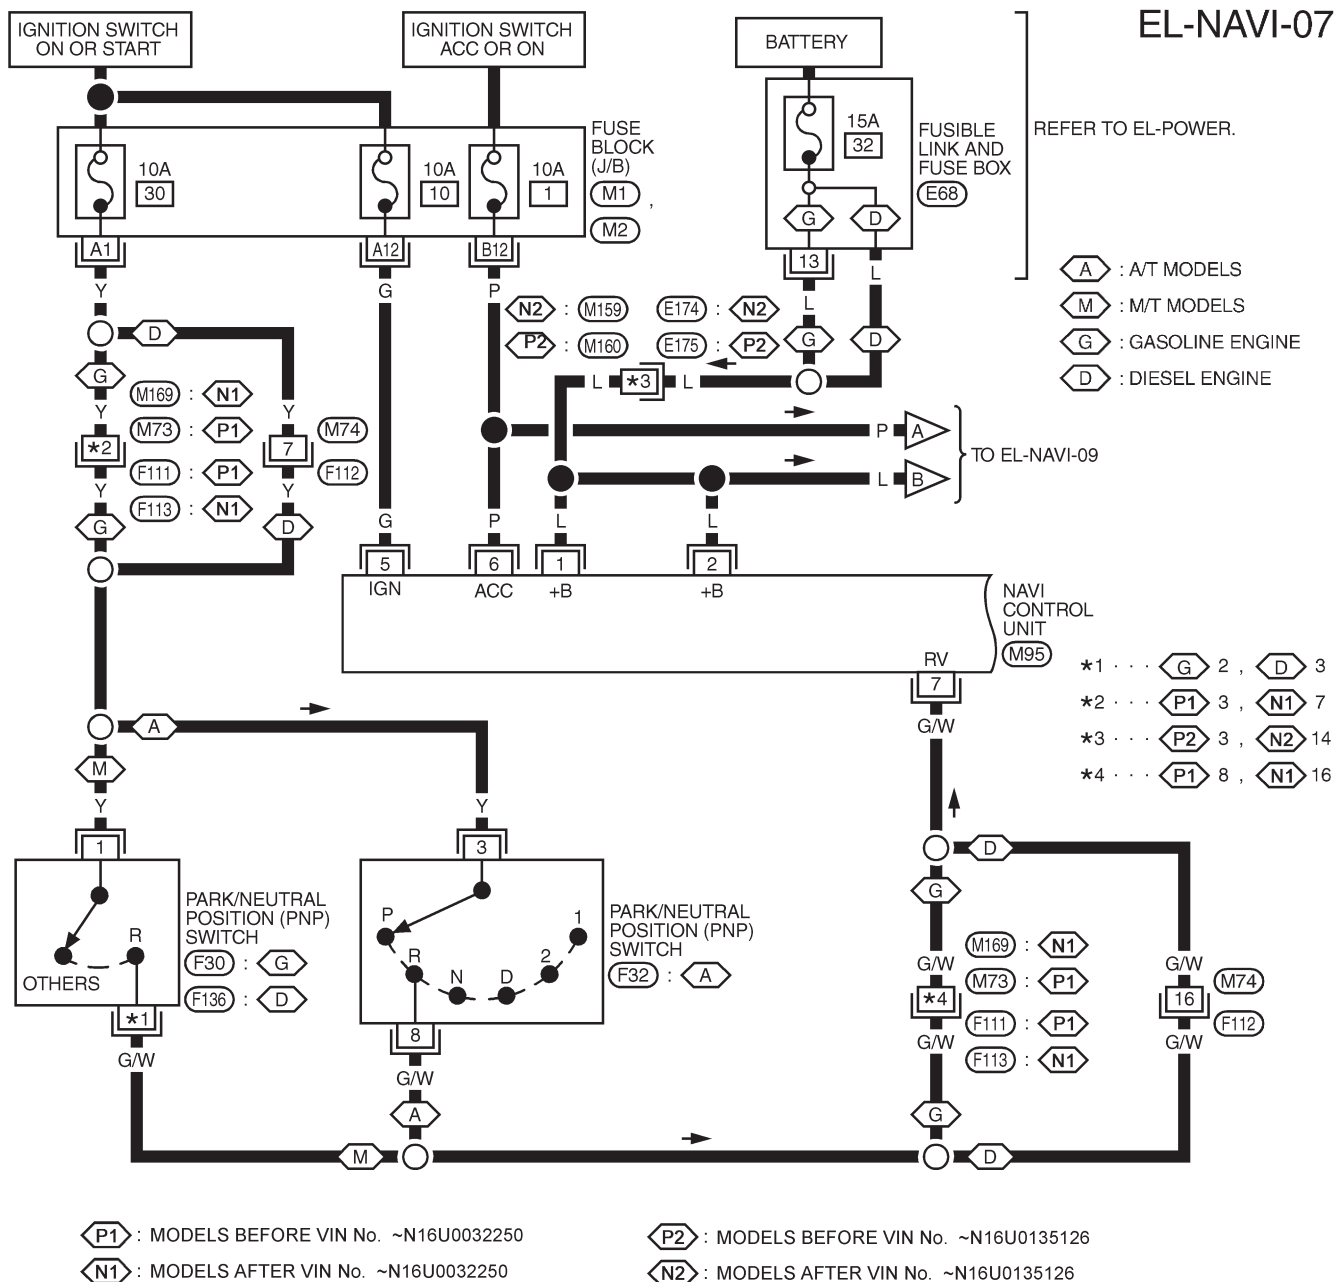 EL-NAVI-07
IGNITION SWITCH
ON OR START
IGNITION SWITCH
ACC OR ON
BATTERY
REFER TO EL-POWER.
10A
30
10A
10
10A
1
FUSE
BLOCK
(J/B)
M1 ,
M2
15A
32
FUSIBLE
LINK AND
FUSE BOX
E68
G
D
A1
A12
B12
13
Y
G
P
L
L
A : A/T MODELS
M : M/T MODELS
G : GASOLINE ENGINE
D : DIESEL ENGINE
N2 : M159
E174 : N2
P2 : M160
E175 : P2
G
D
D
G
L *3 L
M169 : N1
M73 : P1
F111 : P1
F113 : N1
Y
*2
Y
G
Y
7
Y
D
M74
F112
P A
L B
TO EL-NAVI-09
G
P
L
L
5
6
1
2
IGN
ACC
+B
+B
NAVI
CONTROL
UNIT
M95
RV
7
G/W
*1 · · · G 2 , D 3
*2 · · · P1 3 , N1 7
*3 · · · P2 3 , N2 14
*4 · · · P1 8 , N1 16
A
M
Y
Y
1
3
OTHERS
R
PARK/NEUTRAL
POSITION (PNP)
SWITCH
F30 : G
F136 : D
*1
G/W
P
R
N
D
2
1
PARK/NEUTRAL
POSITION (PNP)
SWITCH
F32 : A
8
G/W
A
M
D
G
G/W
*4
G/W
G
M169 : N1
M73 : P1
F111 : P1
F113 : N1
G/W
16
G/W
M74
F112
D
P1 : MODELS BEFORE VIN No. ~N16U0032250
N1 : MODELS AFTER VIN No. ~N16U0032250
P2 : MODELS BEFORE VIN No. ~N16U0135126
N2 : MODELS AFTER VIN No. ~N16U0135126